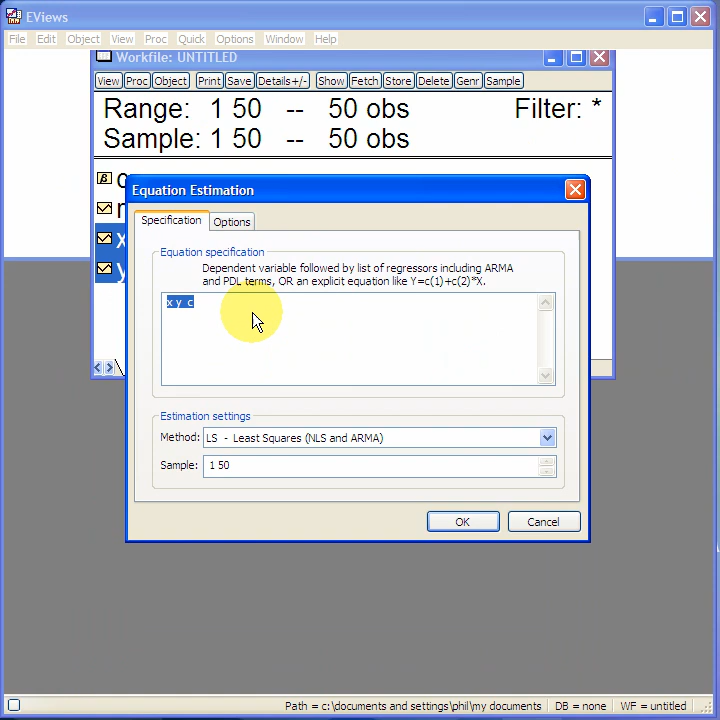 EViews
File Edit Object View Proc Quick Options Window Help
Workfile: UNTITLED
View Proc Object Print Save Details+/- Show Fetch Store Delete Genr Sample
Range: 1 50 -- 50 obs Filter: *
Sample: 1 50 -- 50 obs
Equation Estimation
Specification Options
Equation specification
Dependent variable followed by list of regressors including ARMA
and PDL terms, OR an explicit equation like Y=c(1)+c(2)*X.
x y c
Estimation settings
Method: LS - Least Squares (NLS and ARMA)
Sample: 1 50
OK Cancel
Path = c:\documents and settings\phil\my documents DB = none WF = untitled